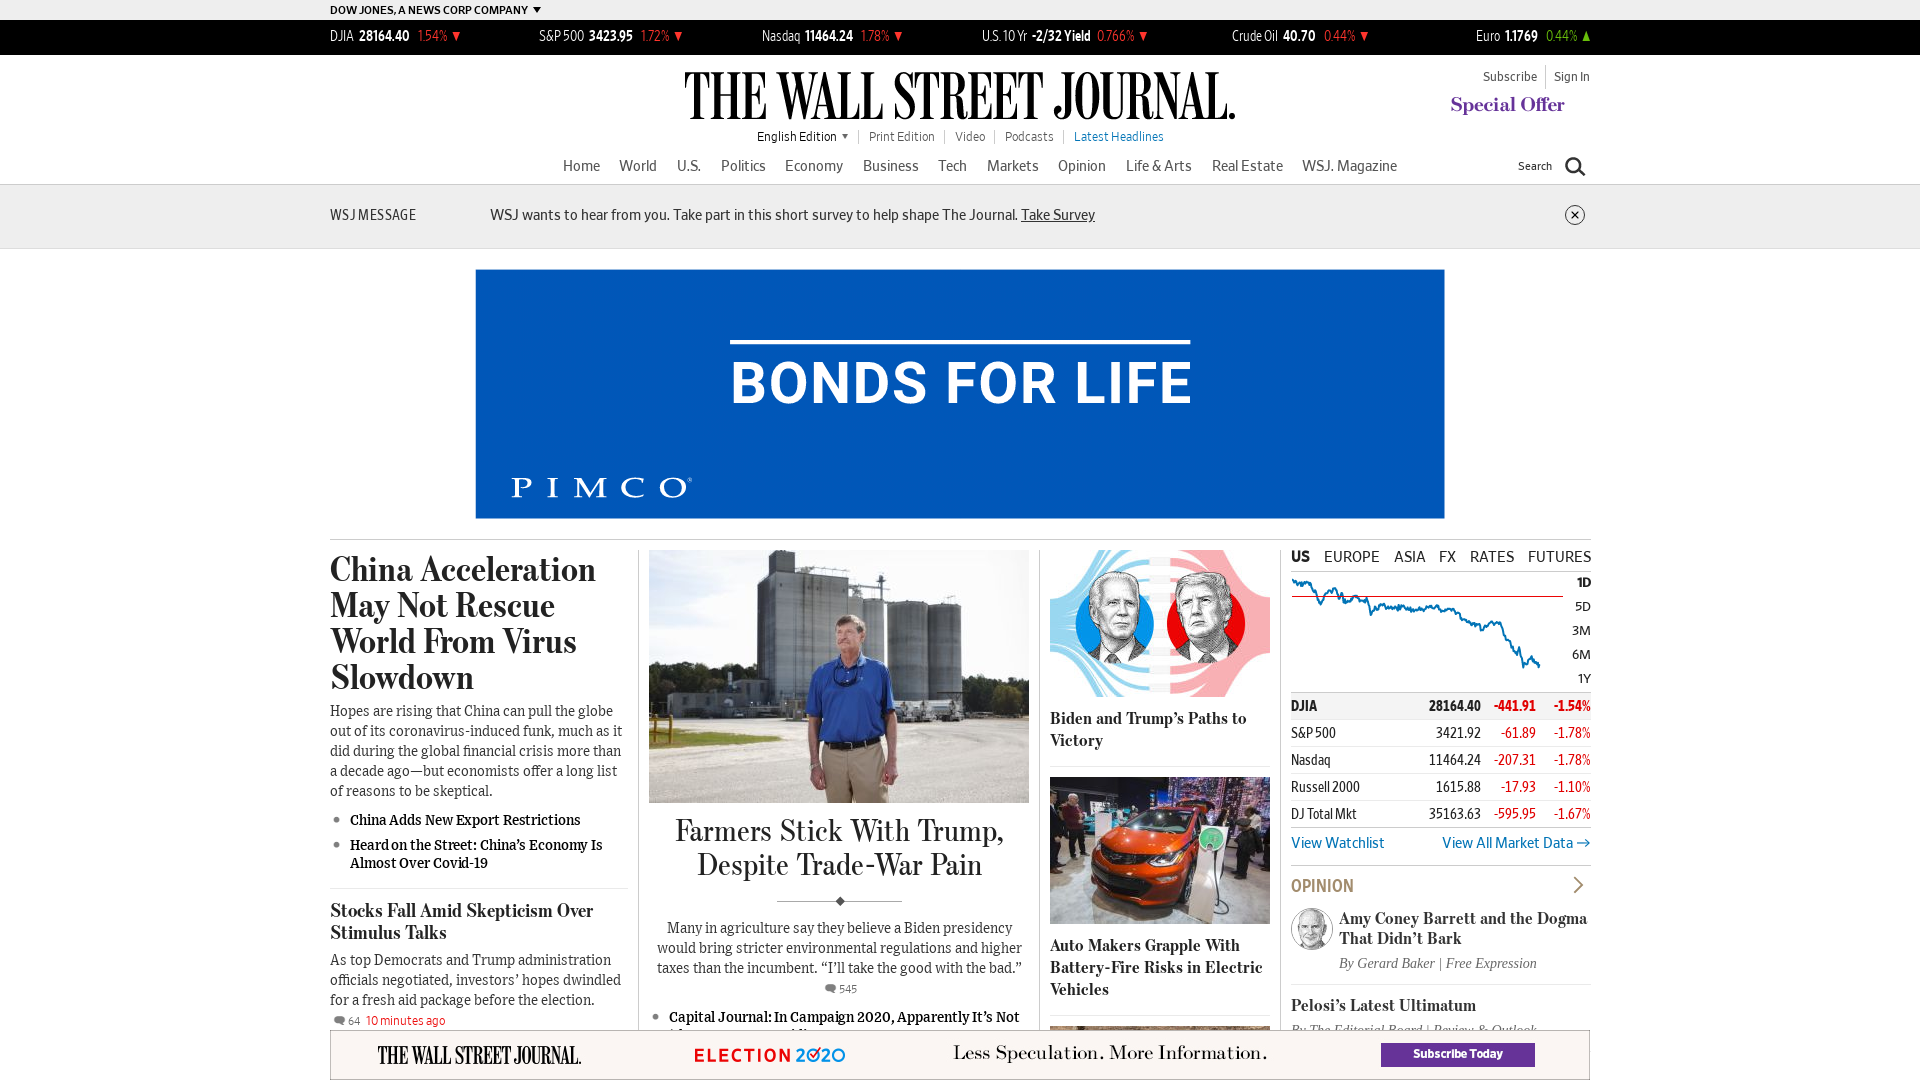 DOW JONES, A NEWS CORP COMPANY
DJIA 28164.40 1.54% S&P 500 3423.95 1.72% Nasdaq 11464.24 1.78% U.S. 10 Yr -2/32 Yield 0.766% Crude Oil 40.70 0.44% Euro 1.1769 0.44%
THE WALL STREET JOURNAL.
Subscribe Sign In
Special Offer
English Edition Print Edition Video Podcasts Latest Headlines
Home World U.S. Politics Economy Business Tech Markets Opinion Life & Arts Real Estate WSJ. Magazine Search
WSJ MESSAGE WSJ wants to hear from you. Take part in this short survey to help shape The Journal. Take Survey
BONDS FOR LIFE
PIMCO®
China Acceleration
May Not Rescue
World From Virus
Slowdown
Hopes are rising that China can pull the globe
out of its coronavirus-induced funk, much as it
did during the global financial crisis more than
a decade ago—but economists offer a long list
of reasons to be skeptical.
China Adds New Export Restrictions
Heard on the Street: China’s Economy Is
Almost Over Covid-19
Stocks Fall Amid Skepticism Over
Stimulus Talks
As top Democrats and Trump administration
officials negotiated, investors’ hopes dwindled
for a fresh aid package before the election.
64 10 minutes ago
Farmers Stick With Trump,
Despite Trade-War Pain
Many in agriculture say they believe a Biden presidency
would bring stricter environmental regulations and higher
taxes than the incumbent. “I’ll take the good with the bad.”
545
Capital Journal: In Campaign 2020, Apparently It’s Not
Biden and Trump’s Paths to
Victory
Auto Makers Grapple With
Battery-Fire Risks in Electric
Vehicles
US EUROPE ASIA FX RATES FUTURES
1D
5D
3M
6M
1Y
DJIA 28164.40 -441.91 -1.54%
S&P 500 3421.92 -61.89 -1.78%
Nasdaq 11464.24 -207.31 -1.78%
Russell 2000 1615.88 -17.93 -1.10%
DJ Total Mkt 35163.63 -595.95 -1.67%
View Watchlist View All Market Data
OPINION
Amy Coney Barrett and the Dogma
That Didn’t Bark
By Gerard Baker | Free Expression
Pelosi’s Latest Ultimatum
By The Editorial Board | Review & Outlook
THE WALL STREET JOURNAL. ELECTION 2020 Less Speculation. More Information. Subscribe Today